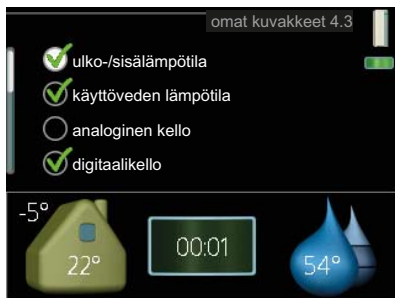 omat kuvakkeet 4.3
ulko-/sisälämpötila
käyttöveden lämpötila
analoginen kello
digitaalikello
-5°
22°
00:01
54°